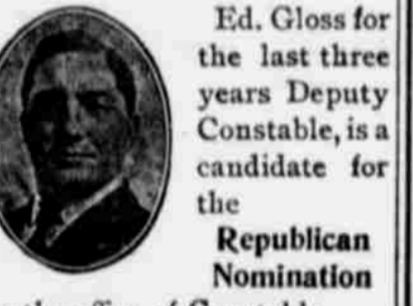 Ed. Gloss for
the last three
years Deputy
Constable, is a
candidate for
the
Republican
Nomination